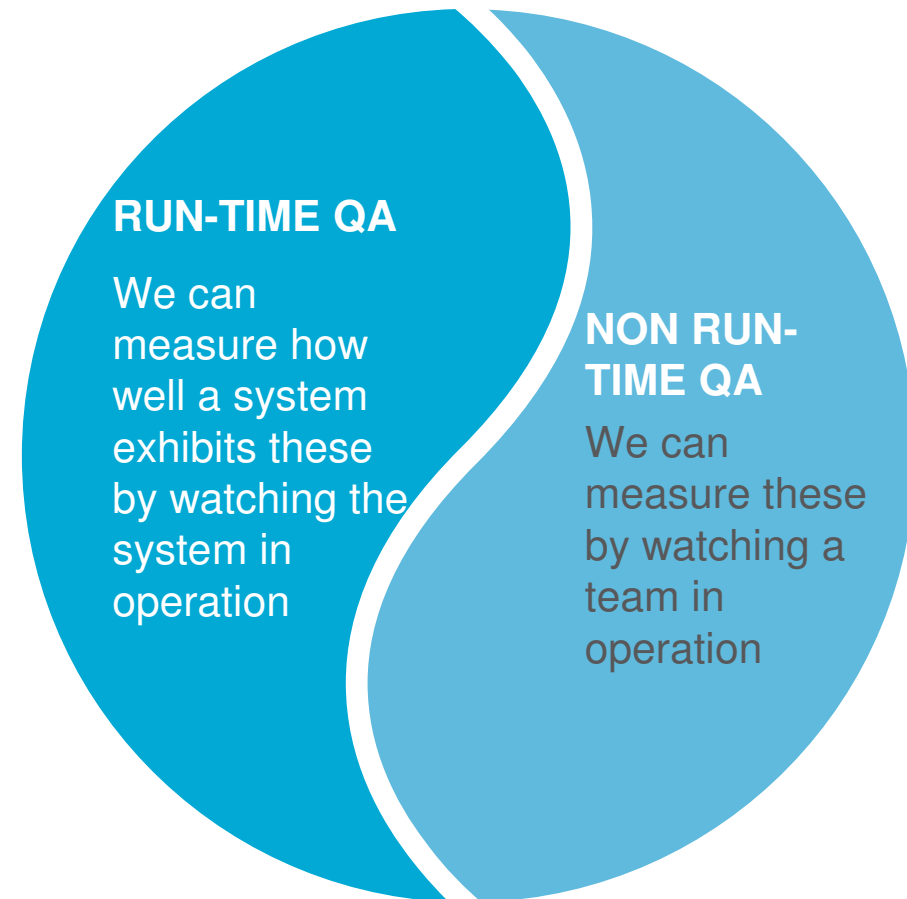 RUN-TIME QA
We can
measure how
well a system
exhibits these
by watching the
system in
operation
NON RUN-
TIME QA
We can
measure these
by watching a
team in
operation